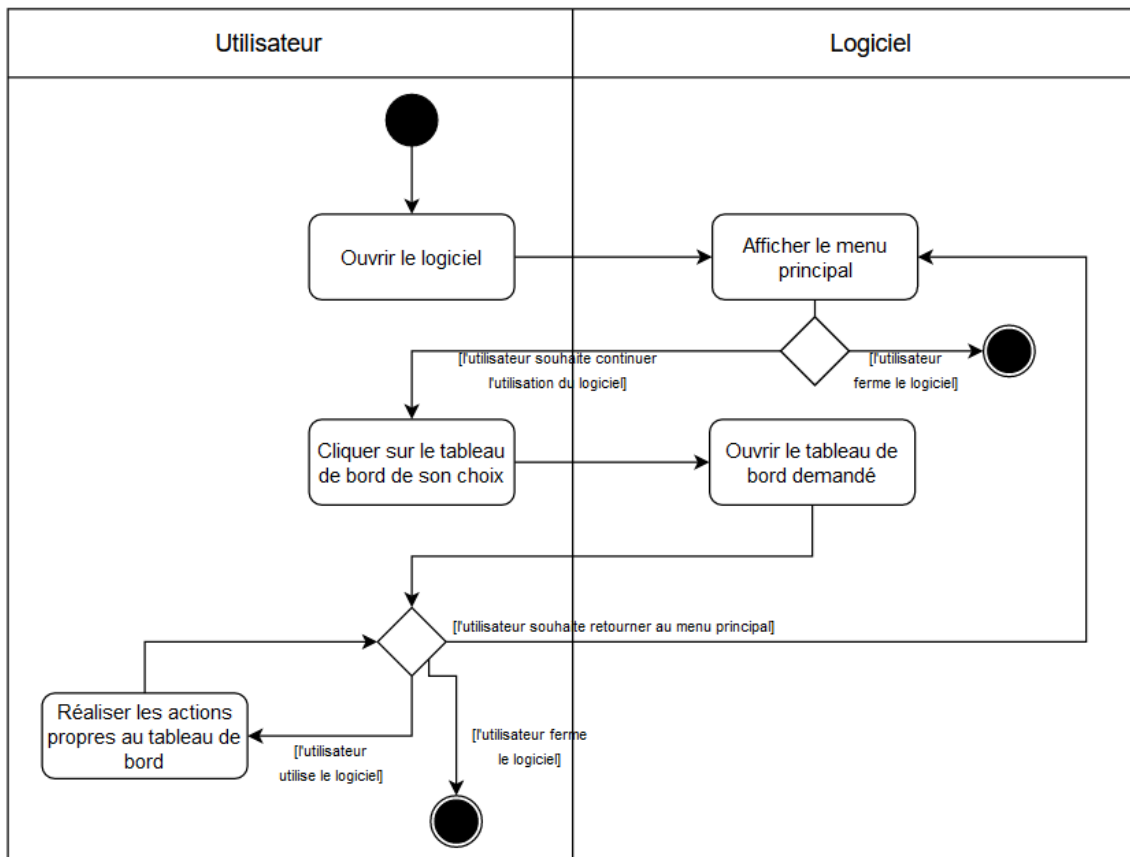 Utilisateur
Logiciel
Ouvrir le logiciel
Afficher le menu
principal
[l'utilisateur souhaite continuer
l'utilisation du logiciel]
[l'utilisateur
ferme le logiciel]
Cliquer sur le tableau
de bord de son choix
Ouvrir le tableau de
bord demandé
[l'utilisateur souhaite retourner au menu principal]
Réaliser les actions
propres au tableau de
bord
[l'utilisateur
utilise le logiciel]
[l'utilisateur ferme
le logiciel]